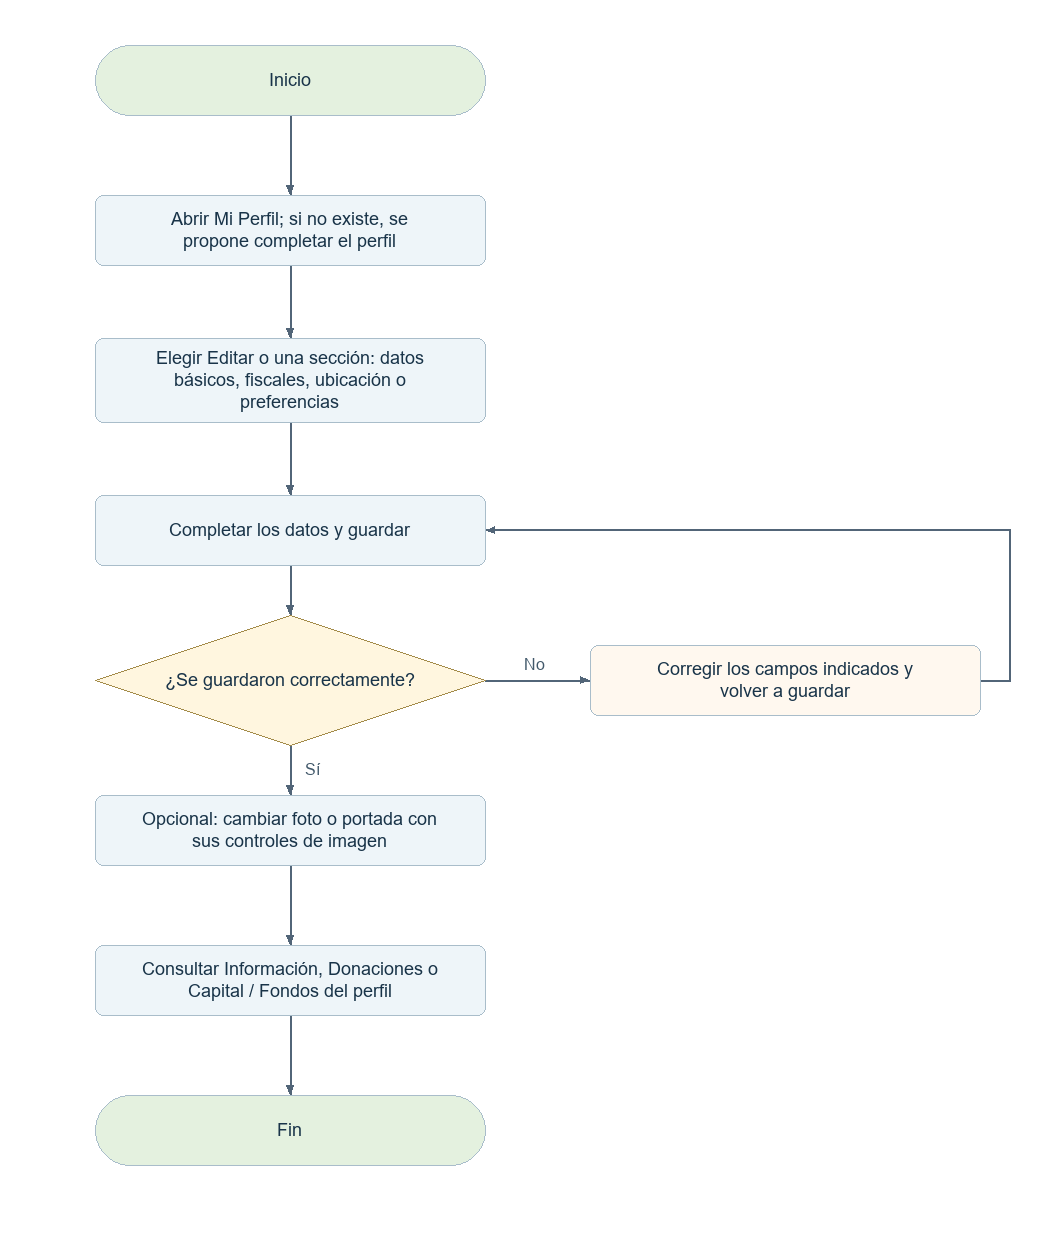 Inicio
Abrir Mi Perfil; si no existe, se
propone completar el perfil
Elegir Editar o una sección: datos
básicos, fiscales, ubicación o
preferencias
Completar los datos y guardar
¿Se guardaron correctamente?
No
Corregir los campos indicados y
volver a guardar
Sí
Opcional: cambiar foto o portada con
sus controles de imagen
Consultar Información, Donaciones o
Capital / Fondos del perfil
Fin